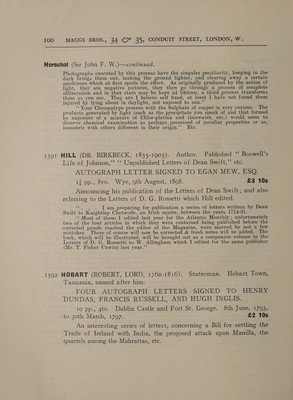 100 MAGGS BROS., 34 & 35, CONDUIT STREET, LONDON, W.
Herschol (Sir John F. W.)—continued.
Photographs executed by this process have the singular peculiarity, keeping in the
dark brings them out, making the ground lighter, and clearing away a certain
muddiness which at first spoils the effect. As originally produced by the action of
light, they are negative pictures, they then go through a process of complete
obliteration and in that state may be kept ad libitum, a third process transforms
them as you see. They are I believe self fixed, at least I have not found them
injured by lying about in daylight, not exposed to sun."
"Your Chromotype process with the Sulphate of copper is very curious. The
products generated by light (such as the precipitate you speak of and that formed
by exposure of a mixture of Chlor-platina and limewater, etc.) would seem to
deserve chemical examination as perhaps possessed of peculiar properties or as,
isometric with others different in their origin." Etc.
1591 HILL (DR. BIRKBECK, 1835-1903). Author. Published "Boswell's
Life of Johnson," "Unpublished Letters of Dean Swift," etc.
AUTOGRAPH LETTER SIGNED TO EGAN MEW, ESQ.
pp., 8vo. Wye, 9th August, 1898. £3 10s
Announcing his publication of the Letters of Dean Swift; and also
referring to the Letters of D. G. Rossetti which Hill edited.
". . . I am preparing for publication a series of letters written by Dean
Swift to Knightley Chetwode, an Irish squire, between the years 1714-31.
"Most of these I edited last year for the Atlantic Monthly; unfortunately
two of the four articles in which they were contained being published before the
corrected proofs reached the editor of the Magazine, were marred by not a few
mistakes. These of course will now be corrected & fresh notes will be added. The
book, which will be illustrated, will be brought out as a companion volume to the
Letters of D. G. Rossetti to W. Allingham which I edited for the same publisher
(Mr. T. Fisher Unwin) last year."
1592 HOBART (ROBERT, LORD, 1760-1816). Statesman. Hobart Town,
Tasmania, named after him.
FOUR AUTOGRAPH LETTERS SIGNED TO HENRY
DUNDAS, FRANCIS RUSSELL, AND HUGH INGLIS.
10 pp., 4to. Dublin Castle and Fort St. George. 8th June, 1793,
to 30th March, 1797. £2 10s
An interesting series of letters, concerning a Bill for settling the
Trade of Ireland with India, the proposed attack upon Manilla, the
quarrels among the Mahrattas, etc.